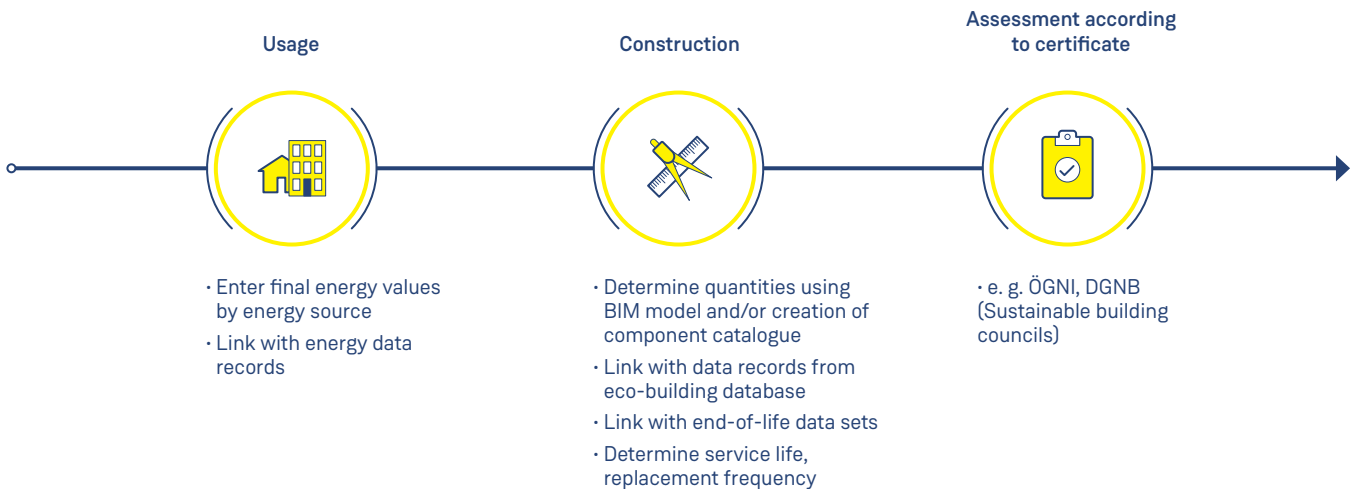 Usage
· Enter final energy values
by energy source
· Link with energy data
records
Construction
· Determine quantities using
BIM model and/or creation of
component catalogue
· Link with data records from
eco-building database
· Link with end-of-life data sets
· Determine service life,
replacement frequency
Assessment according
to certificate
· e. g. ÖGNI, DGNB
(Sustainable building
councils)